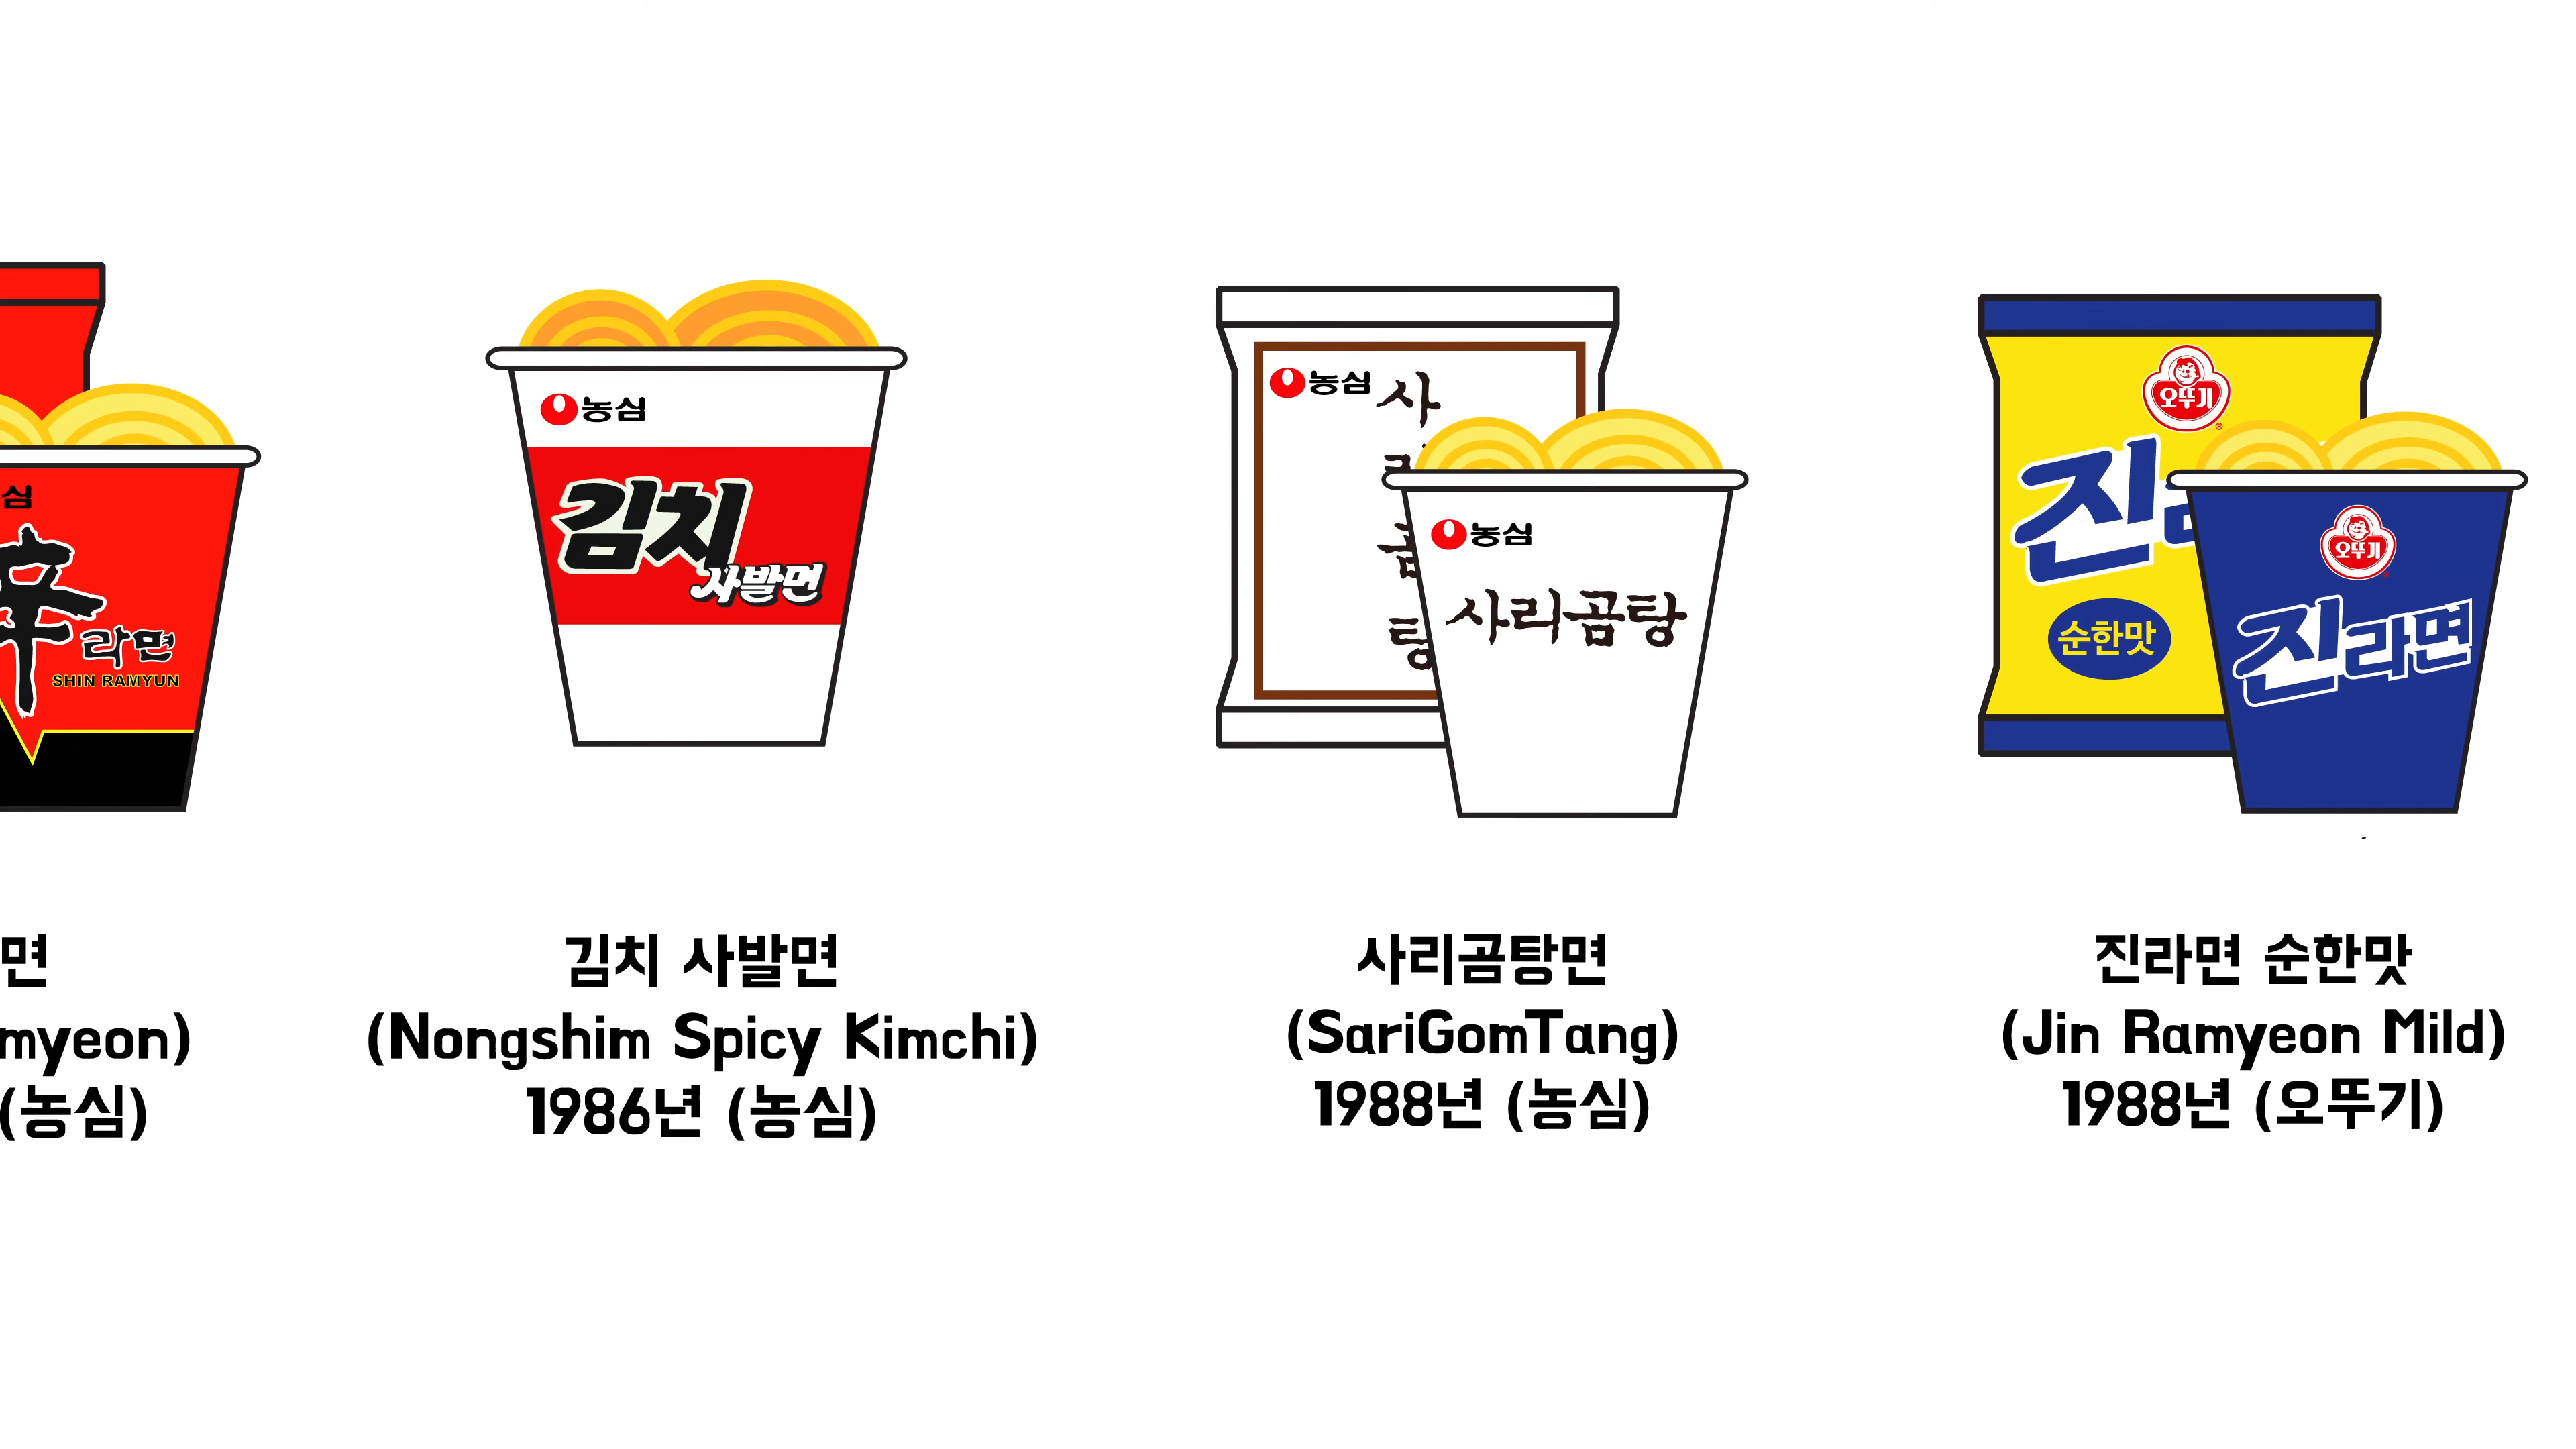 심
辛라면
SHIN RAMYUN
면
myeon)
(농심)
농심
김치
사발면
김치 사발면
(Nongshim Spicy Kimchi)
1986년 (농심)
농심
사
곰
탕
농심
사리곰탕
사리곰탕면
(SariGomTang)
1988년 (농심)
오뚜기
진
순한맛
오뚜기
진라면
진라면 순한맛
(Jin Ramyeon Mild)
1988년 (오뚜기)